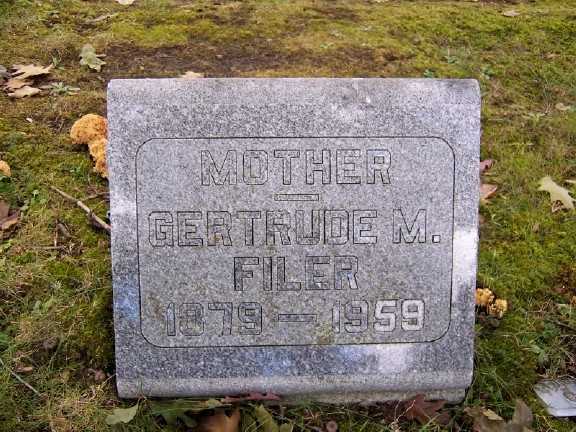 MOTHER
GERTRUDE M.
FILER
1879 — 1959